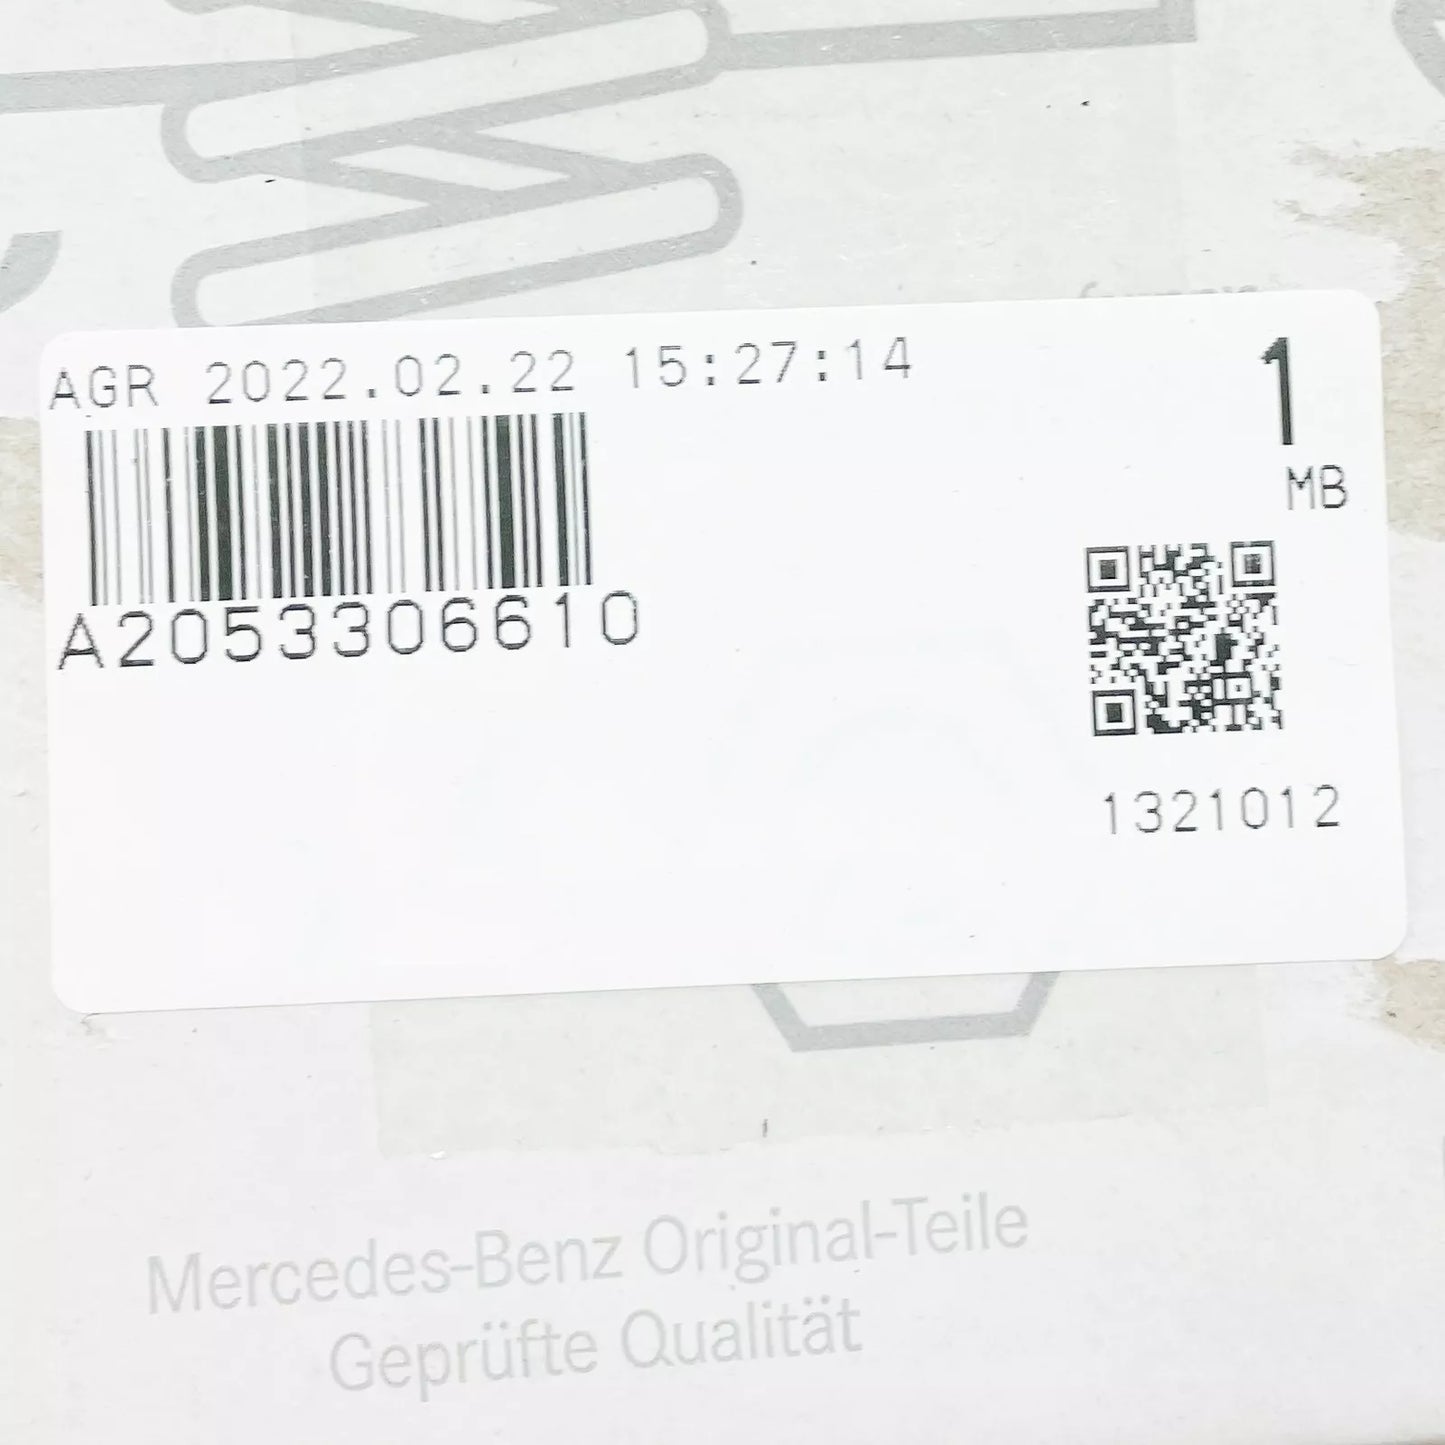 AGR 2022.02.22 15:27:14
1
MB
A2053306610
1321012
Mercedes-Benz Original-Teile
Geprüfte Qualität